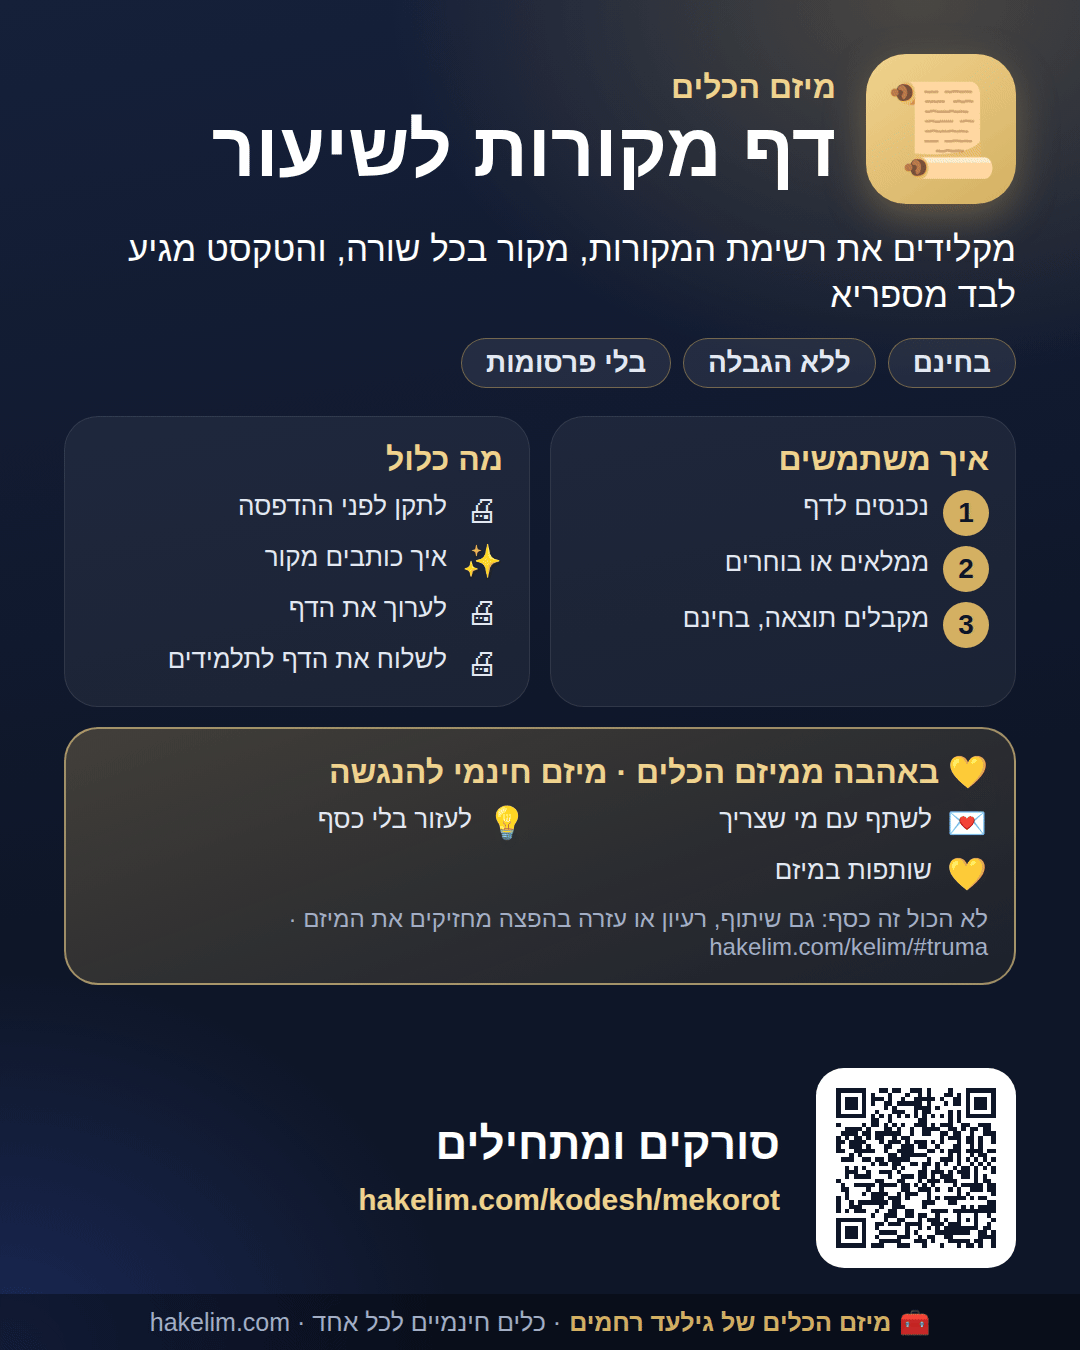 מיזם הכלים
דף מקורות לשיעור
מקלידים את רשימת המקורות, מקור בכל שורה, והטקסט מגיע
לבד מספריא
בחינם
ללא הגבלה
בלי פרסומות
איך משתמשים
1 נכנסים לדף
2 ממלאים או בוחרים
3 מקבלים תוצאה, בחינם
מה כלול
לתקן לפני ההדפסה
איך כותבים מקור
לערוך את הדף
לשלוח את הדף לתלמידים
באהבה ממיזם הכלים · מיזם חינמי להנגשה
לשתף עם מי שצריך
לעזור בלי כסף
שותפות במיזם
לא הכול זה כסף: גם שיתוף, רעיון או עזרה בהפצה מחזיקים את המיזם ·
hakelim.com/kelim/#truma
סורקים ומתחילים
hakelim.com/kodesh/mekorot
מיזם הכלים של גילעד רחמים · כלים חינמיים לכל אחד · hakelim.com